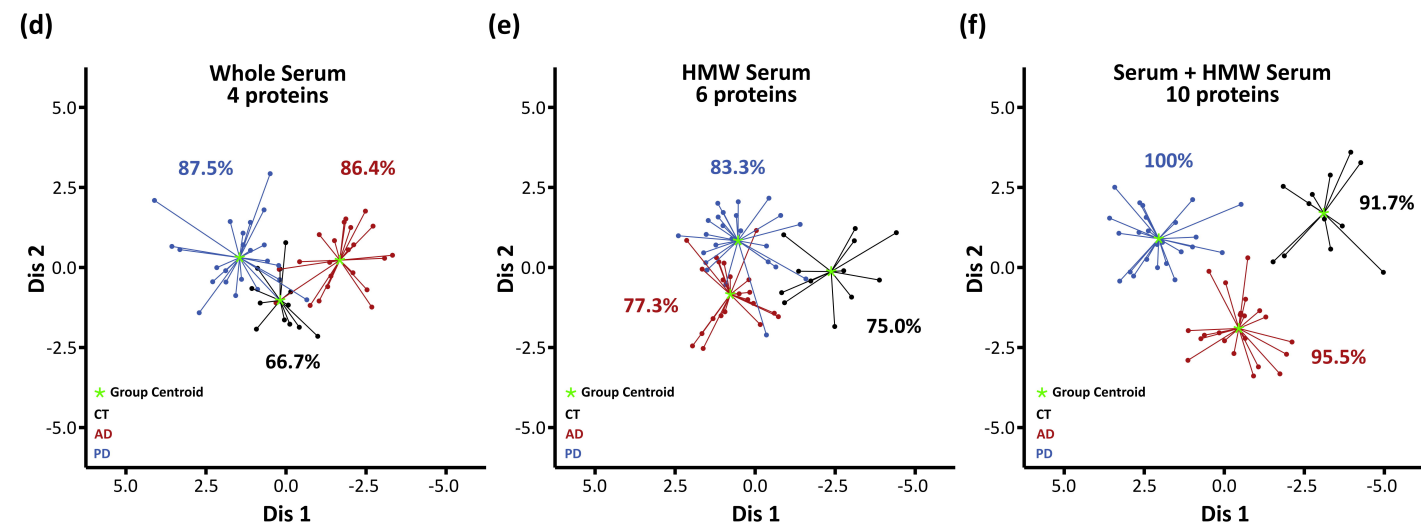 (d)
Whole Serum
4 proteins
5.0
2.5
0.0
-2.5
-5.0
Dis 2
87.5%
86.4%
66.7%
Group Centroid
CT
AD
PD
5.0 2.5 0.0 -2.5 -5.0
Dis 1
(e)
HMW Serum
6 proteins
5.0
2.5
0.0
-2.5
-5.0
Dis 2
83.3%
77.3%
75.0%
Group Centroid
CT
AD
PD
5.0 2.5 0.0 -2.5 -5.0
Dis 1
(f)
Serum + HMW Serum
10 proteins
5.0
2.5
0.0
-2.5
-5.0
Dis 2
100%
91.7%
95.5%
Group Centroid
CT
AD
PD
5.0 2.5 0.0 -2.5 -5.0
Dis 1